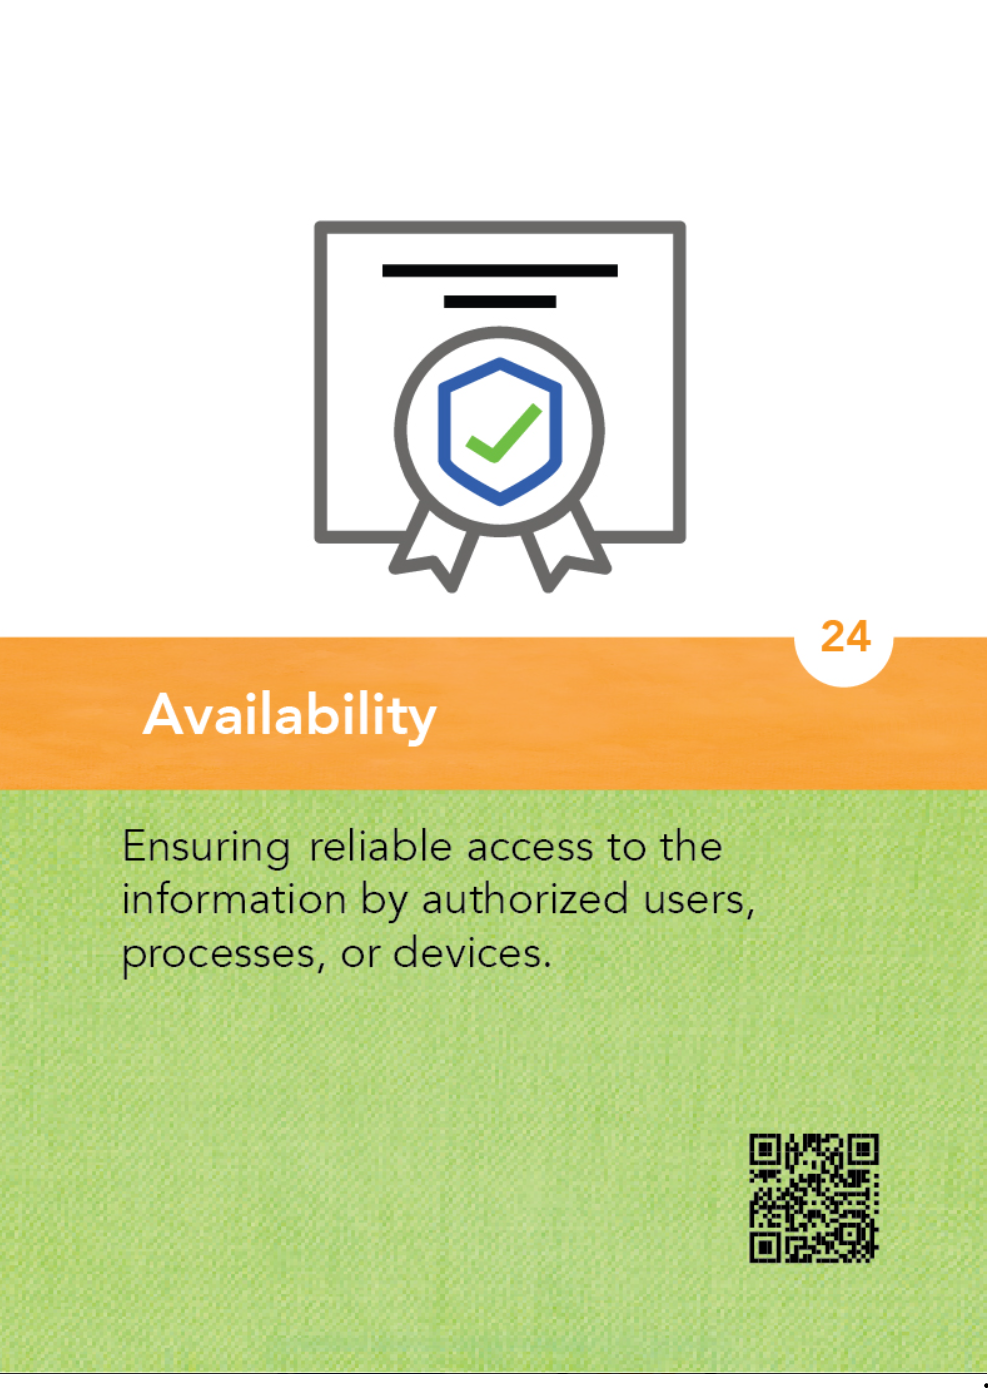 24
Availability
Ensuring reliable access to the
information by authorized users,
processes, or devices.